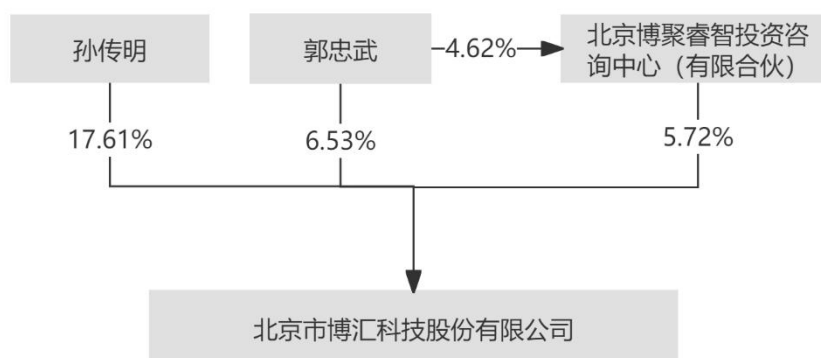 孙传明
郭忠武
4.62%
北京博聚睿智投资咨
询中心（有限合伙）
17.61%
6.53%
5.72%
北京市博汇科技股份有限公司